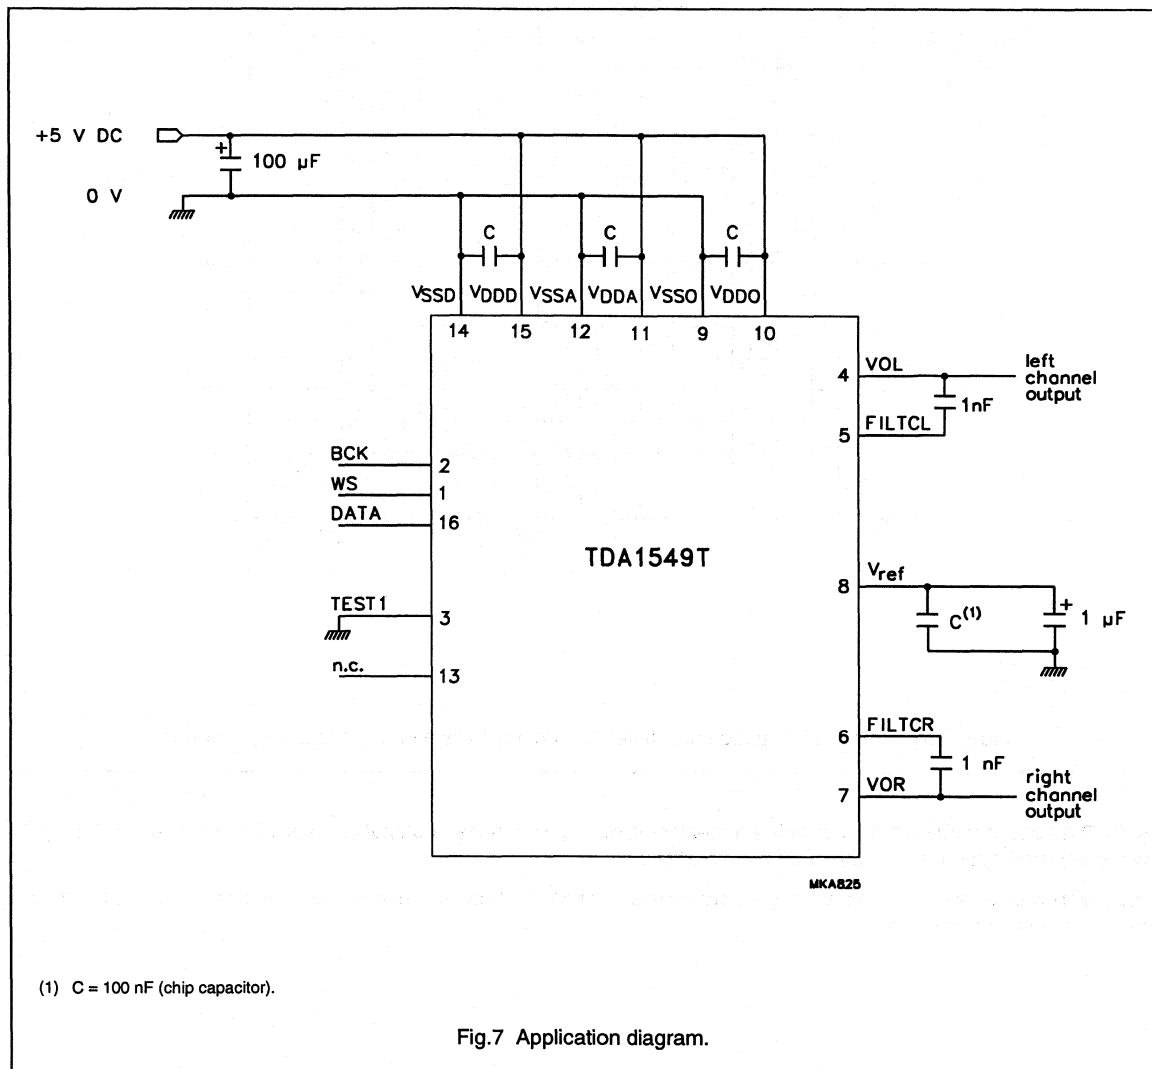 +5 V DC
100 µF
0 V
C
C
C
VSSD VDDD VSSA VDDA VSSO VDDO
14 15 12 11 9 10
4 VOL
left
channel
output
1nF
5 FILTCL
BCK
2
WS
1
DATA
16
TDA1549T
8 Vref
C(1)
+ 1 µF
TEST1
3
n.c.
13
6 FILTCR
1 nF
7 VOR
right
channel
output
MKA825
(1) C = 100 nF (chip capacitor).
Fig.7 Application diagram.